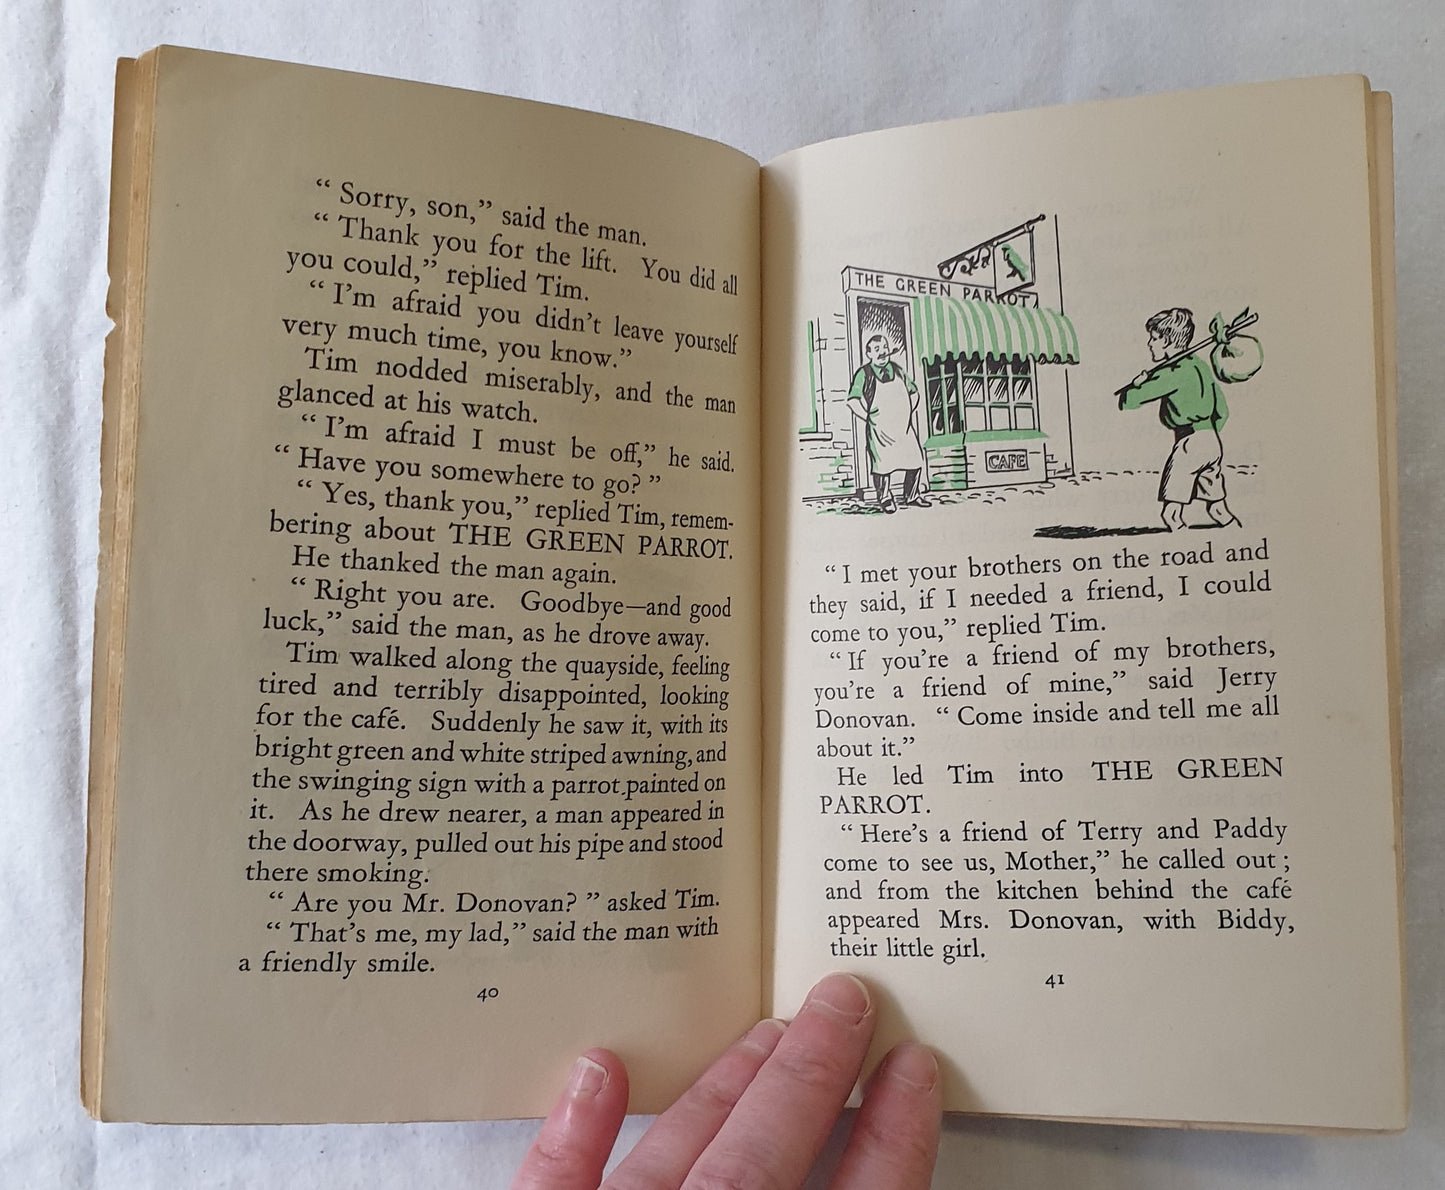 “ Sorry, son,” said the man.
“ Thank you for the lift. You did all
you could,” replied Tim.
“ I'm afraid you didn't leave yourself
very much time, you know.”
Tim nodded miserably, and the man
glanced at his watch.
“ I'm afraid I must be off,” he said.
“ Have you somewhere to go? ”
“ Yes, thank you,” replied Tim, remem-
bering about THE GREEN PARROT.
He thanked the man again.
“ Right you are. Goodbye—and good
luck,” said the man, as he drove away.
Tim walked along the quayside, feeling
tired and terribly disappointed, looking
for the café. Suddenly he saw it, with its
bright green and white striped awning, and
the swinging sign with a parrot painted on
it. As he drew nearer, a man appeared in
the doorway, pulled out his pipe and stood
there smoking.
“ Are you Mr. Donovan? ” asked Tim.
“ That's me, my lad,” said the man with
a friendly smile.
40
THE GREEN PARROT
CAFE
“ I met your brothers on the road and
they said, if I needed a friend, I could
come to you,” replied Tim.
“ If you're a friend of my brothers,
you're a friend of mine,” said Jerry
Donovan. “ Come inside and tell me all
about it.”
He led Tim into THE GREEN
PARROT.
“ Here's a friend of Terry and Paddy
come to see us, Mother,” he called out ;
and from the kitchen behind the café
appeared Mrs. Donovan, with Biddy,
their little girl.
41